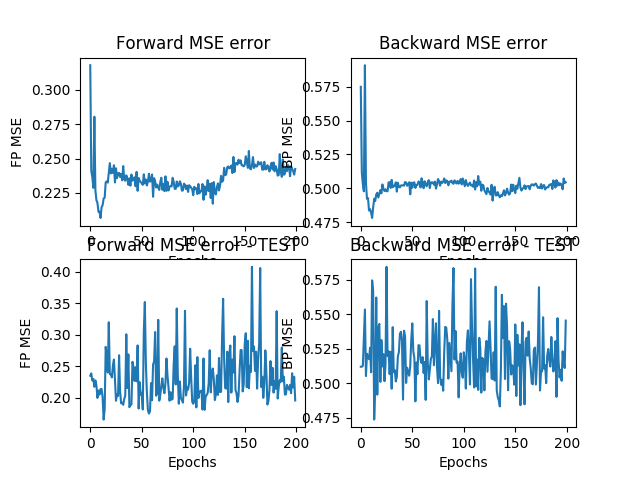 Forward MSE error
Backward MSE error
FP MSE
0.300
0.275
0.250
0.225
0 50 100 150 200
Epochs
BP MSE
0.575
0.550
0.525
0.500
0.475
0 50 100 150 200
Epochs
Forward MSE error - TEST
Backward MSE error - TEST
FP MSE
0.40
0.35
0.30
0.25
0.20
0 50 100 150 200
Epochs
BP MSE
0.575
0.550
0.525
0.500
0.475
0 50 100 150 200
Epochs